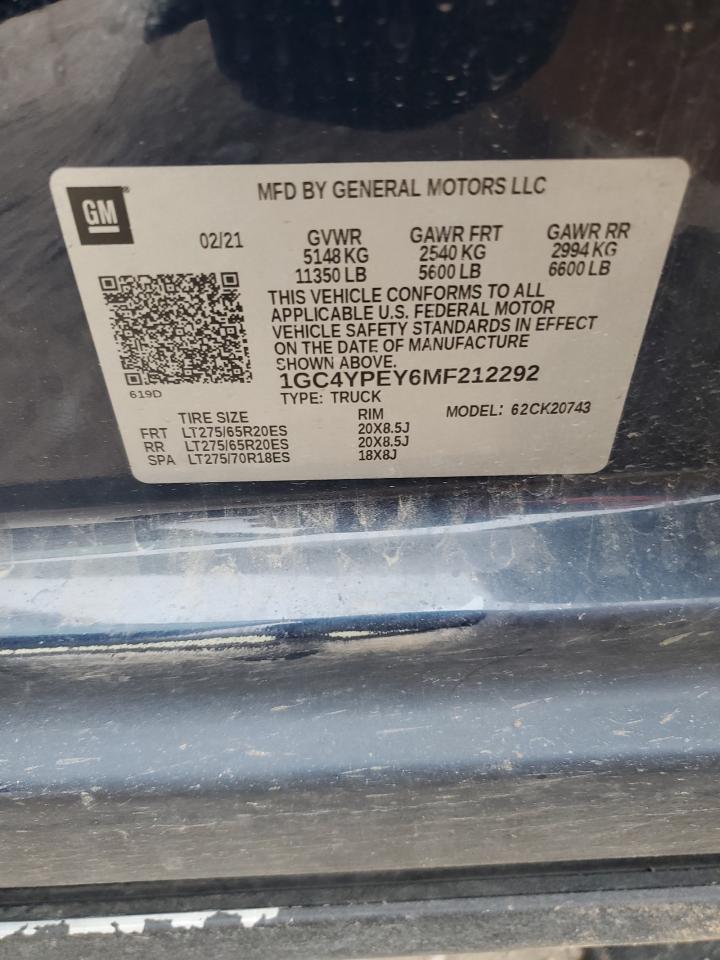 GM
MFD BY GENERAL MOTORS LLC
02/21
GVWR GAWR FRT GAWR RR
5148 KG 2540 KG 2994 KG
11350 LB 5600 LB 6600 LB
THIS VEHICLE CONFORMS TO ALL
APPLICABLE U.S. FEDERAL MOTOR
VEHICLE SAFETY STANDARDS IN EFFECT
ON THE DATE OF MANUFACTURE
SHOWN ABOVE.
619D
1GC4YPEY6MF212292
TYPE: TRUCK MODEL: 62CK20743
TIRE SIZE RIM
FRT LT275/65R20ES 20X8.5J
RR LT275/65R20ES 20X8.5J
SPA LT275/70R18ES 18X8J